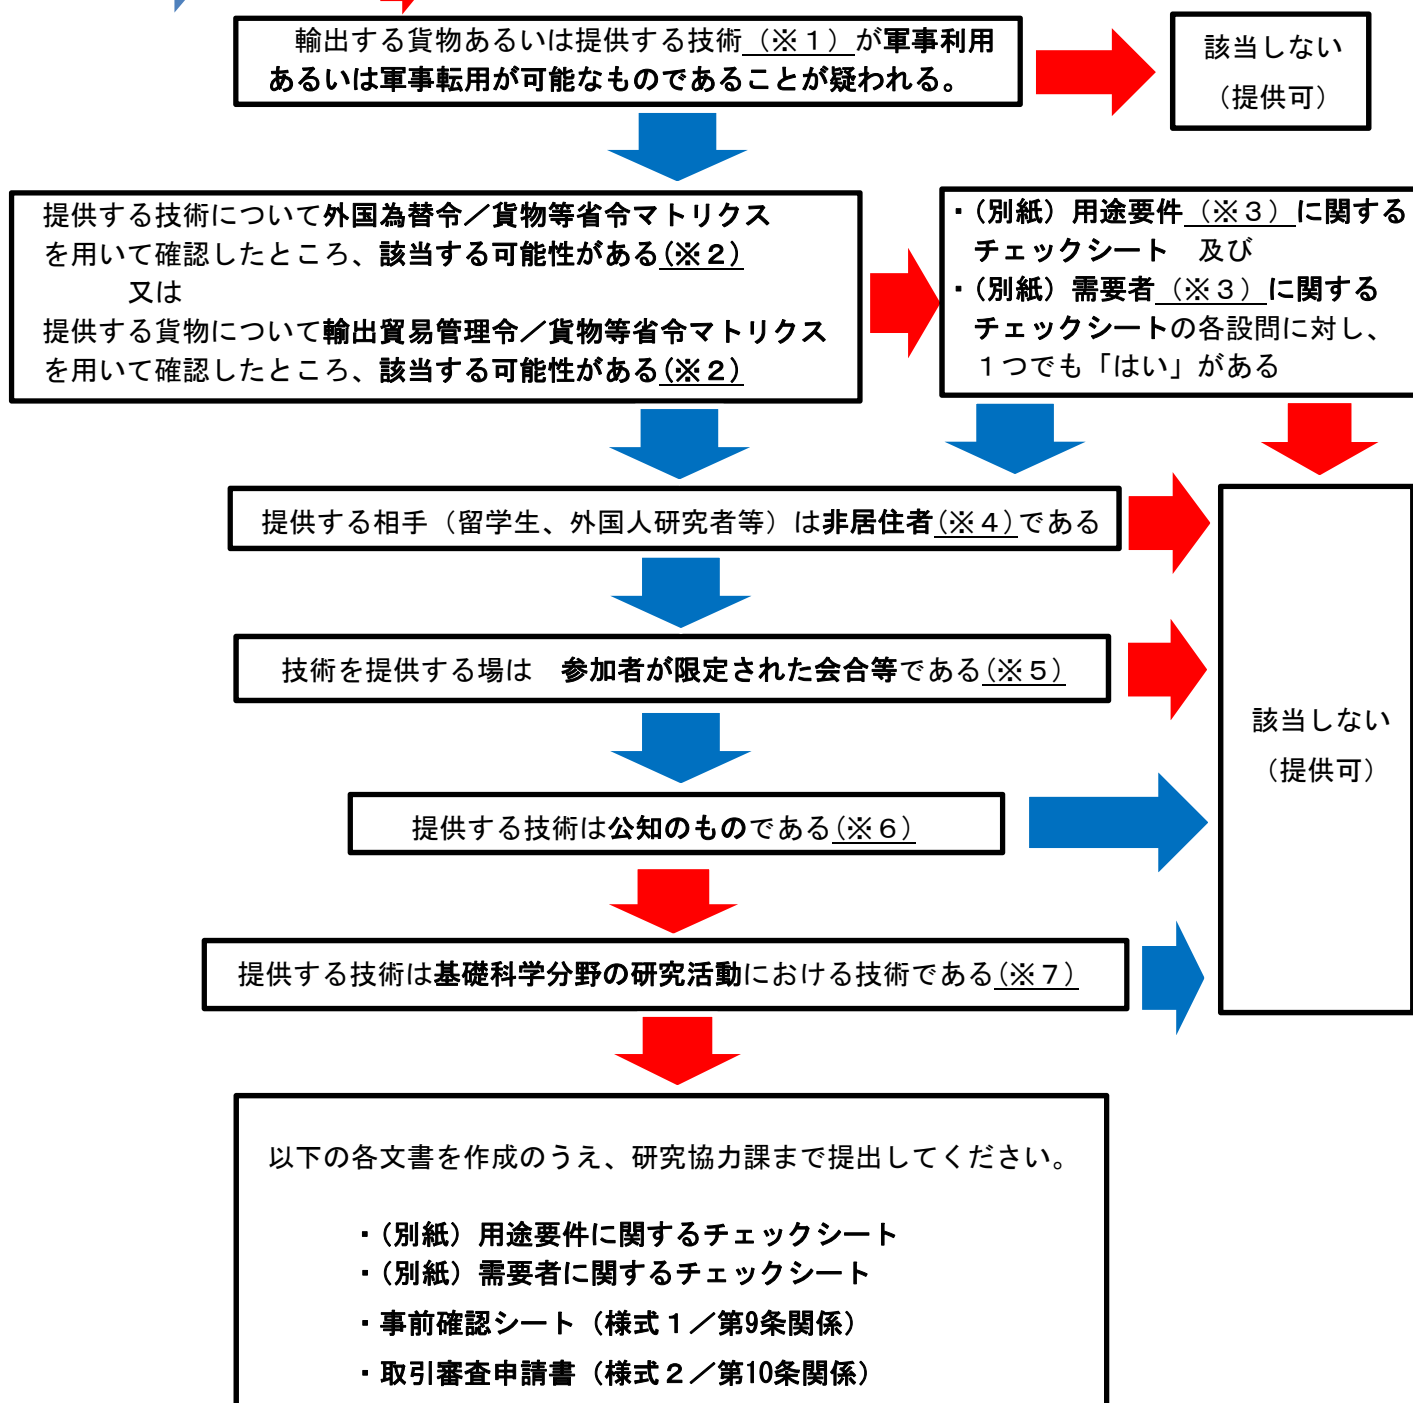 輸出する貨物あるいは提供する技術（※１）が軍事利用
あるいは軍事転用が可能なものであることが疑われる。
該当しない
（提供可）
提供する技術について外国為替令／貨物等省令マトリクス
を用いて確認したところ、該当する可能性がある(※２)
又は
提供する貨物について輸出貿易管理令／貨物等省令マトリクス
を用いて確認したところ、該当する可能性がある(※２)
・（別紙）用途要件（※３）に関する
チェックシート　及び
・（別紙）需要者（※３）に関する
チェックシートの各設問に対し、
１つでも「はい」がある
提供する相手（留学生、外国人研究者等）は非居住者(※４)である
技術を提供する場は　参加者が限定された会合等である(※５)
提供する技術は公知のものである(※６)
提供する技術は基礎科学分野の研究活動における技術である(※７)
該当しない
（提供可）
以下の各文書を作成のうえ、研究協力課まで提出してください。
・（別紙）用途要件に関するチェックシート
・（別紙）需要者に関するチェックシート
・事前確認シート（様式１／第9条関係）
・取引審査申請書（様式２／第10条関係）